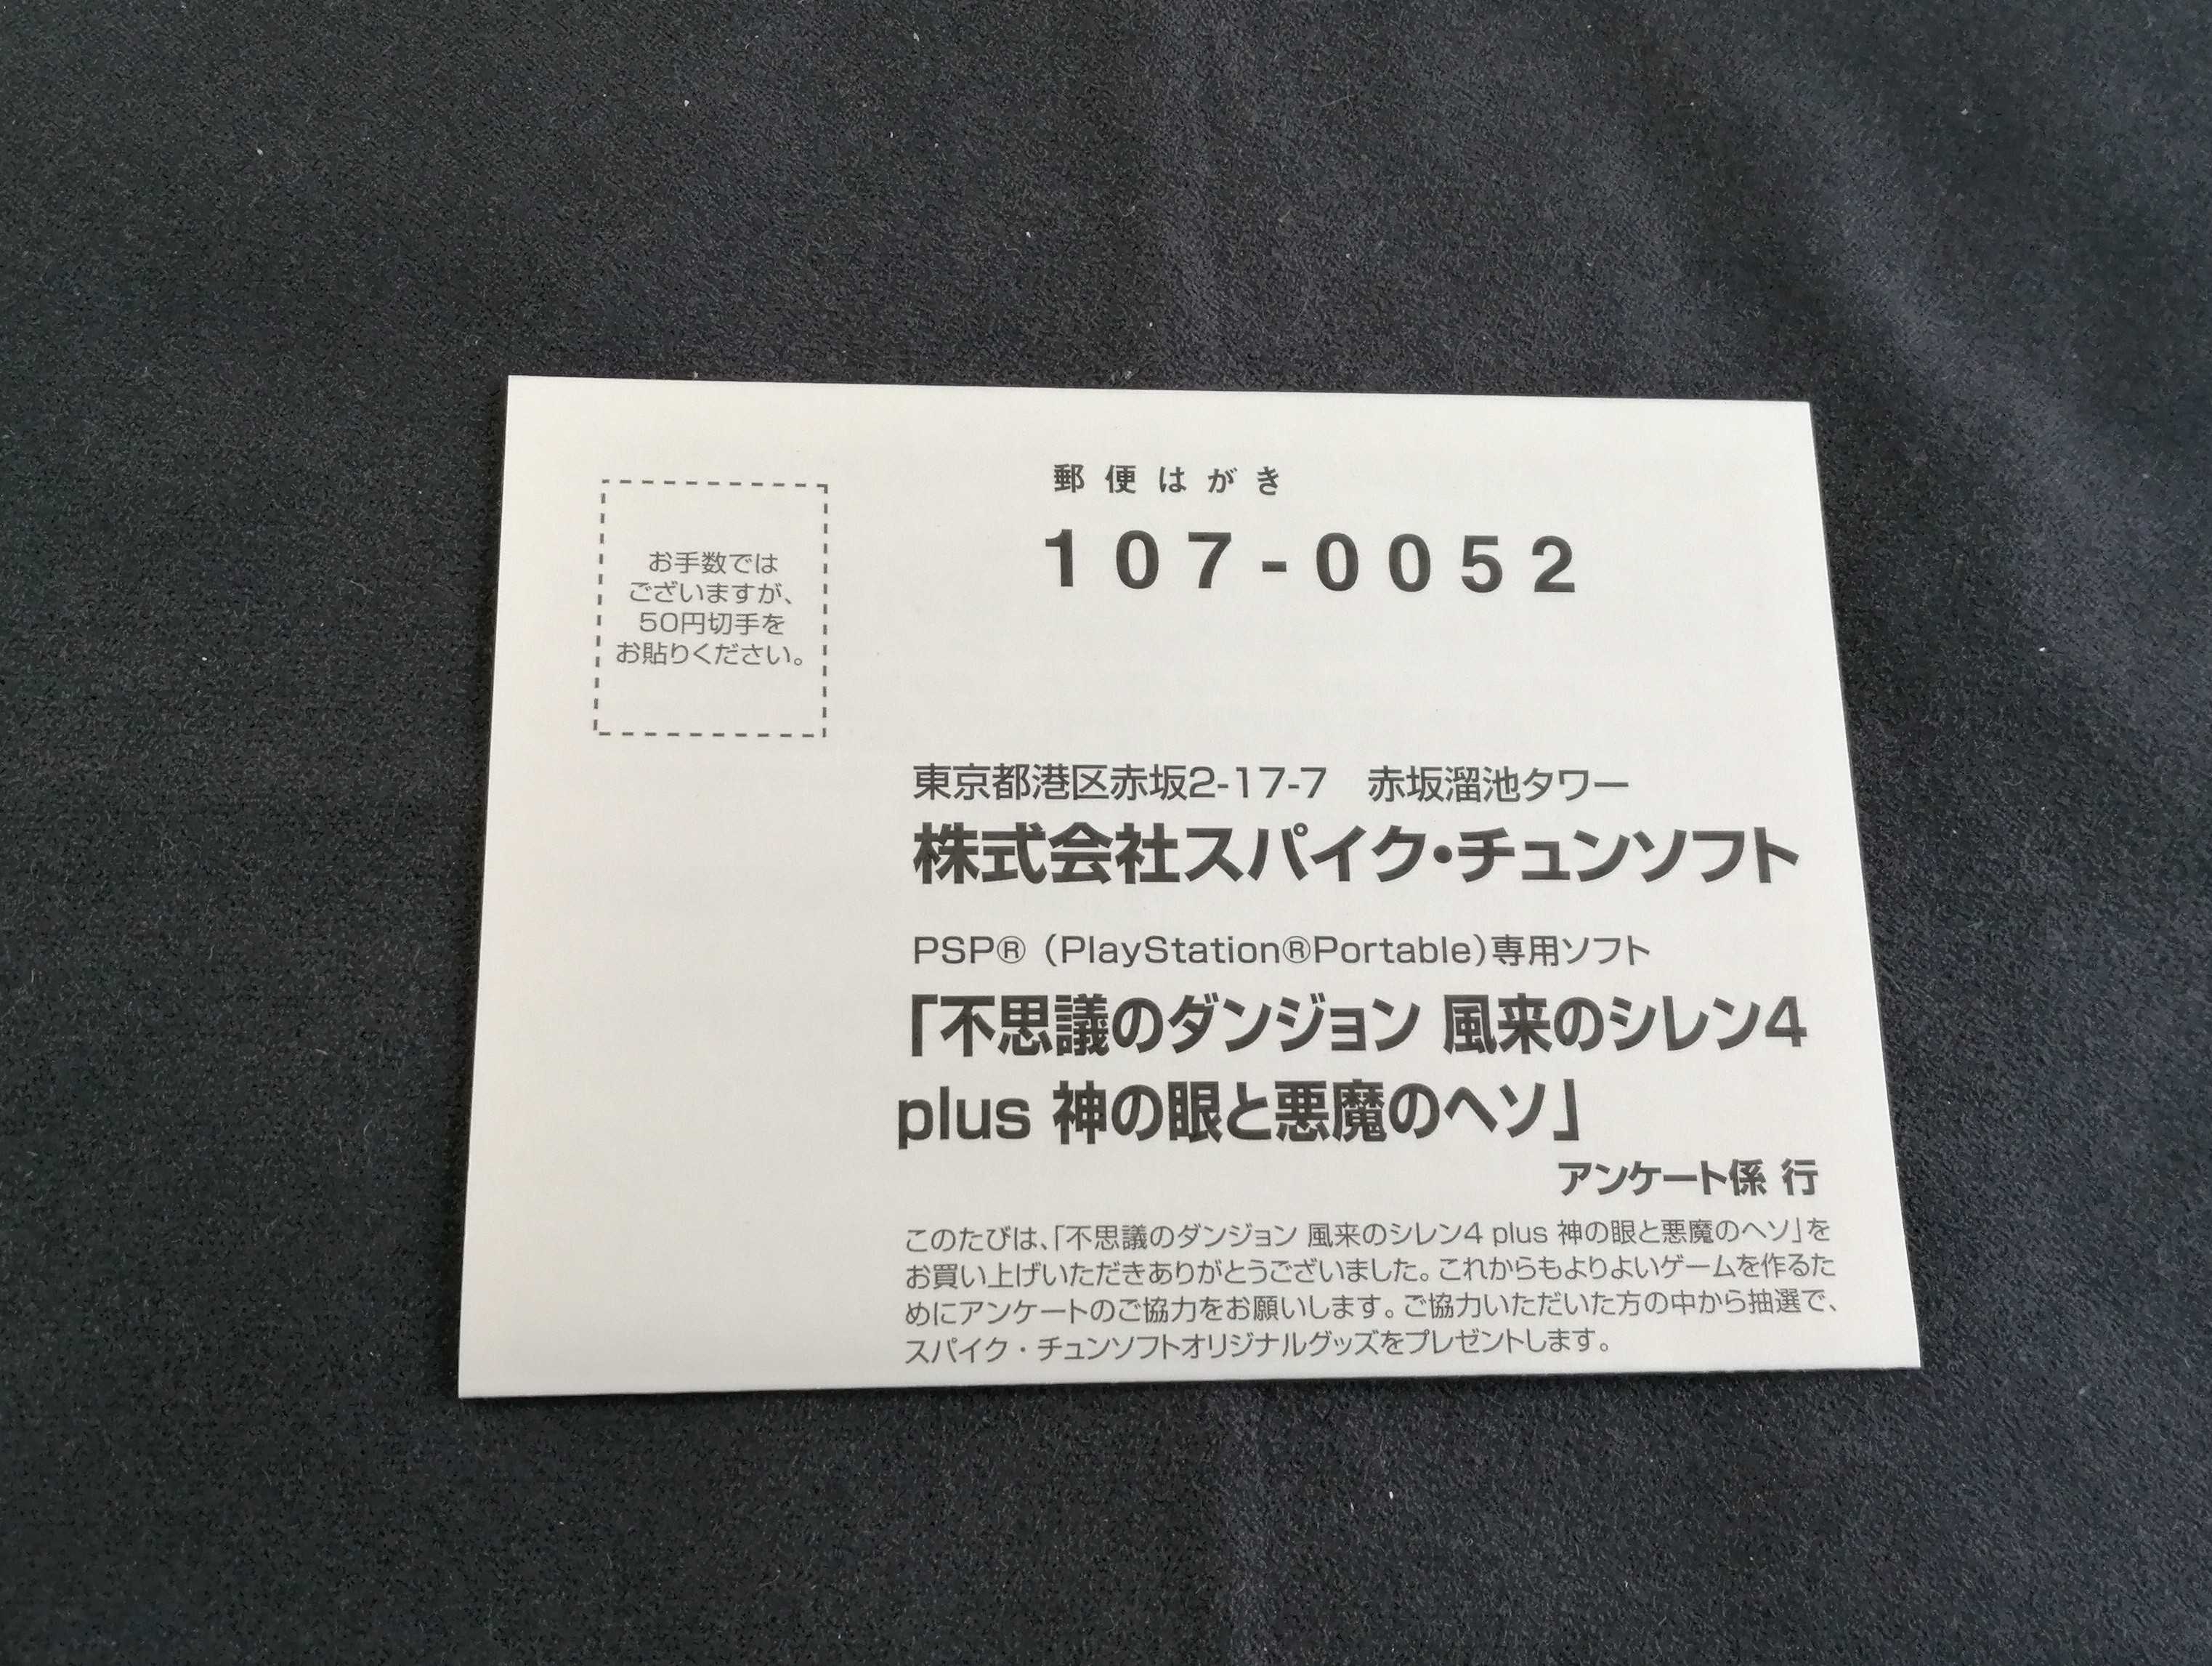 お手数では
ございますが、
50円切手を
お貼りください。
郵便はがき
107-0052
東京都港区赤坂2-17-7　赤坂溜池タワー
株式会社スパイク・チュンソフト
PSP® (PlayStation®Portable)専用ソフト
「不思議のダンジョン 風来のシレン4
plus 神の眼と悪魔のヘソ」
アンケート係 行
このたびは、「不思議のダンジョン 風来のシレン4 plus 神の眼と悪魔のヘソ」を
お買い上げいただきありがとうございました。これからもよりよいゲームを作るた
めにアンケートのご協力をお願いします。ご協力いただいた方の中から抽選で、
スパイク・チュンソフトオリジナルグッズをプレゼントします。